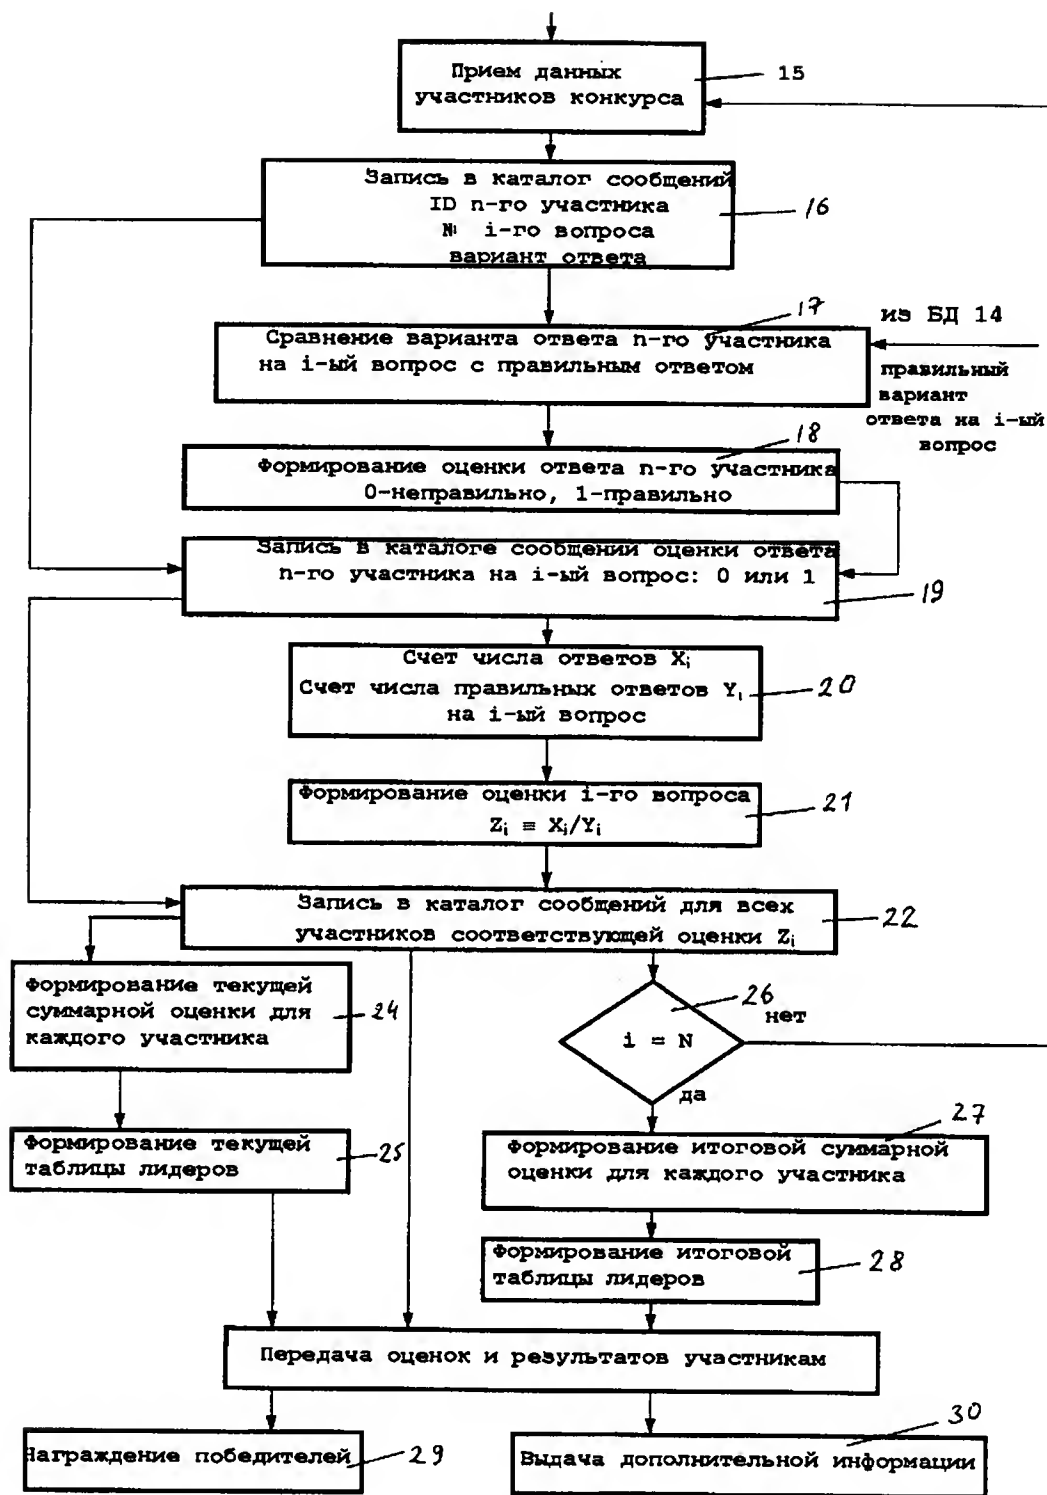 Прием данных
участников конкурса
15
Запись в каталог сообщений
ID n-го участника
N i-го вопроса
вариант ответа
16
17
из БД 14
Сравнение варианта ответа n-го участника
на i-ый вопрос с правильным ответом
правильный
вариант
ответа на i-ый
вопрос
18
Формирование оценки ответа n-го участника
0-неправильно, 1-правильно
Запись в каталоге сообщений оценки ответа
n-го участника на i-ый вопрос: 0 или 1
19
Счет числа ответов Xi
Счет числа правильных ответов Yi
на i-ый вопрос
20
Формирование оценки i-го вопроса
Zi = Xi/Yi
21
Запись в каталог сообщений для всех
участников соответствующей оценки Zi
22
Формирование текущей
суммарной оценки для
каждого участника
24
26
нет
i = N
да
Формирование текущей
таблицы лидеров
25
27
Формирование итоговой суммарной
оценки для каждого участника
Формирование итоговой
таблицы лидеров
28
Передача оценок и результатов участникам
Награждение победителей
29
30
Выдача дополнительной информации